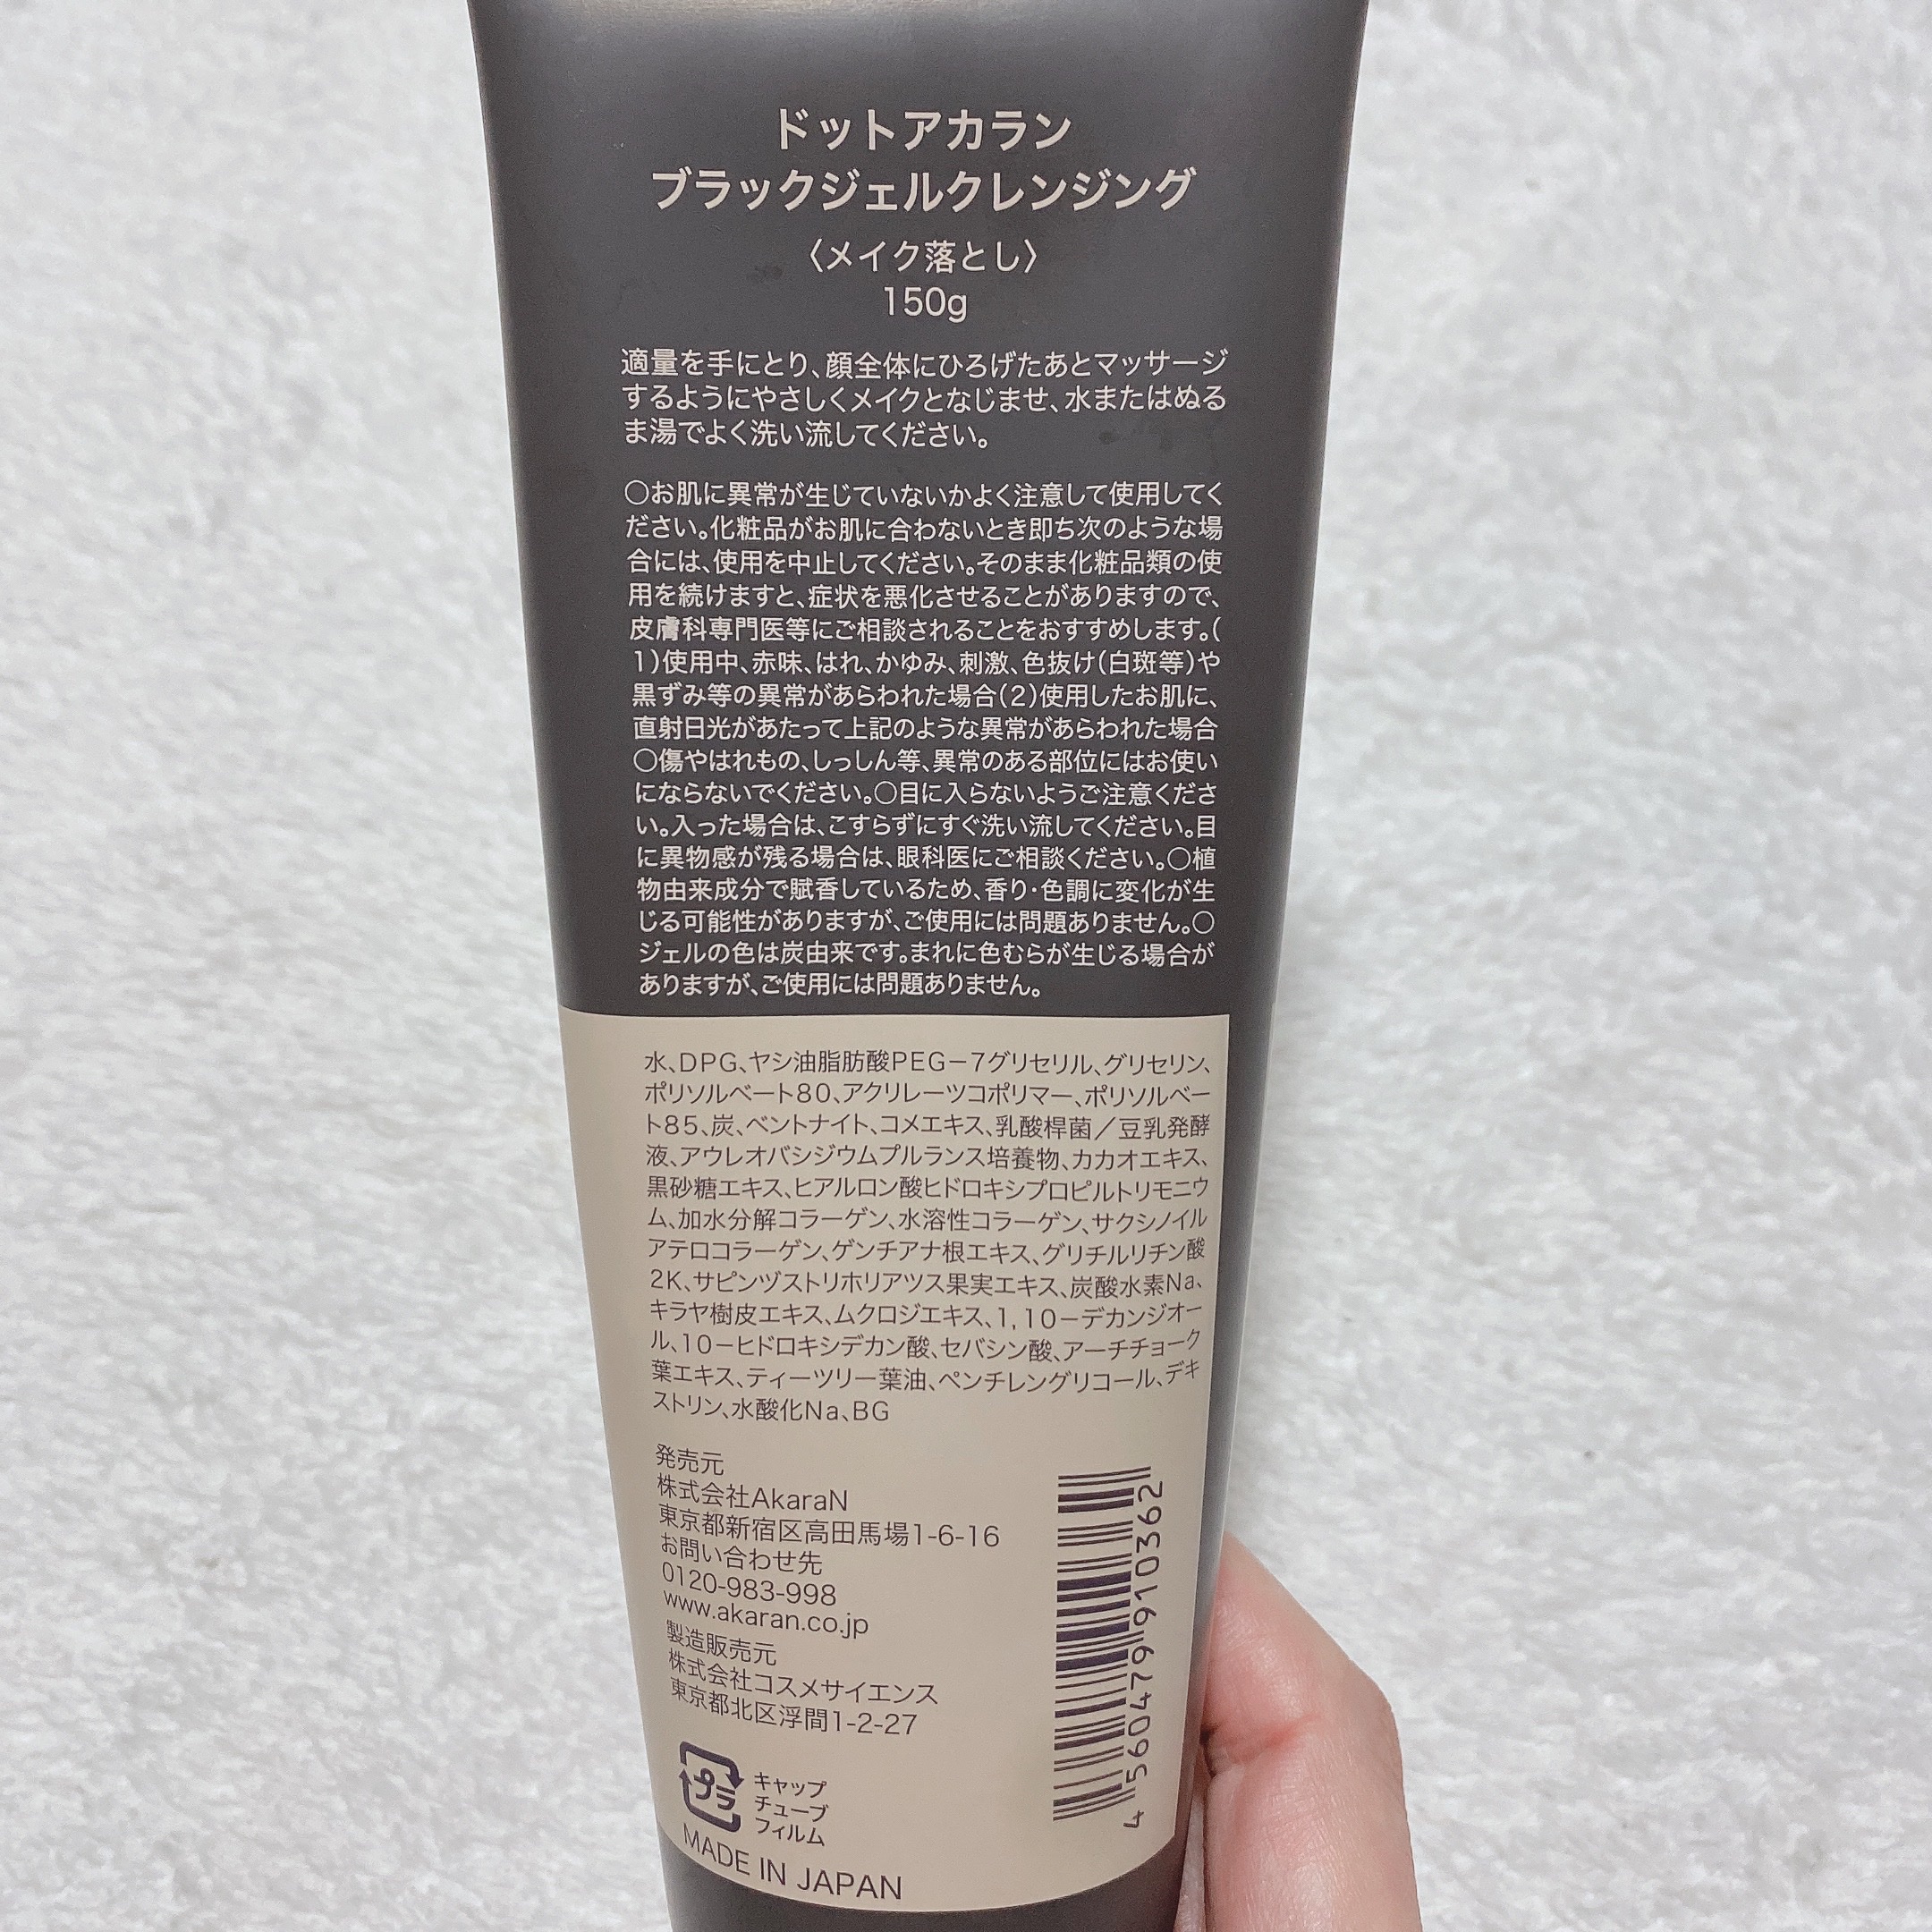 ドットアカラン
ブラックジェルクレンジング
〈メイク落とし〉
150g
適量を手にとり、顔全体にひろげたあとマッサージ
するようにやさしくメイクとなじませ、水またはぬる
ま湯でよく洗い流してください。
○お肌に異常が生じていないかよく注意して使用してく
ださい。化粧品がお肌に合わないとき即ち次のような場
合には、使用を中止してください。そのまま化粧品類の使
用を続けますと、症状を悪化させることがありますので、
皮膚科専門医等にご相談されることをおすすめします。(
1)使用中、赤味、はれ、かゆみ、刺激、色抜け(白斑等)や
黒ずみ等の異常があらわれた場合(2)使用したお肌に、
直射日光があたって上記のような異常があらわれた場合
○傷やはれもの、しっしん等、異常のある部位にはお使い
にならないでください。○目に入らないようご注意くださ
い。入った場合は、こすらずにすぐ洗い流してください。目
に異物感が残る場合は、眼科医にご相談ください。○植
物由来成分で賦香しているため、香り・色調に変化が生
じる可能性がありますが、ご使用には問題ありません。○
ジェルの色は炭由来です。まれに色むらが生じる場合が
ありますが、ご使用には問題ありません。
水、DPG、ヤシ油脂肪酸PEG－7グリセリル、グリセリン、
ポリソルベート80、アクリレーツコポリマー、ポリソルベー
ト85、炭、ベントナイト、コメエキス、乳酸桿菌／豆乳発酵
液、アウレオバシジウムプルランス培養物、カカオエキス、
黒砂糖エキス、ヒアルロン酸ヒドロキシプロピルトリモニウ
ム、加水分解コラーゲン、水溶性コラーゲン、サクシノイル
アテロコラーゲン、ゲンチアナ根エキス、グリチルリチン酸
2K、サピンヅストリホリアツス果実エキス、炭酸水素Na、
キラヤ樹皮エキス、ムクロジエキス、1,10－デカンジオー
ル、10－ヒドロキシデカン酸、セバシン酸、アーチチョーク
葉エキス、ティーツリー葉油、ペンチレングリコール、デキ
ストリン、水酸化Na、BG
発売元
株式会社AkaraN
東京都新宿区高田馬場1-6-16
お問い合わせ先
0120-983-998
www.akaran.co.jp
製造販売元
株式会社コスメサイエンス
東京都北区浮間1-2-27
プラ
キャップ
チューブ
フィルム
MADE IN JAPAN
4 560479 910362